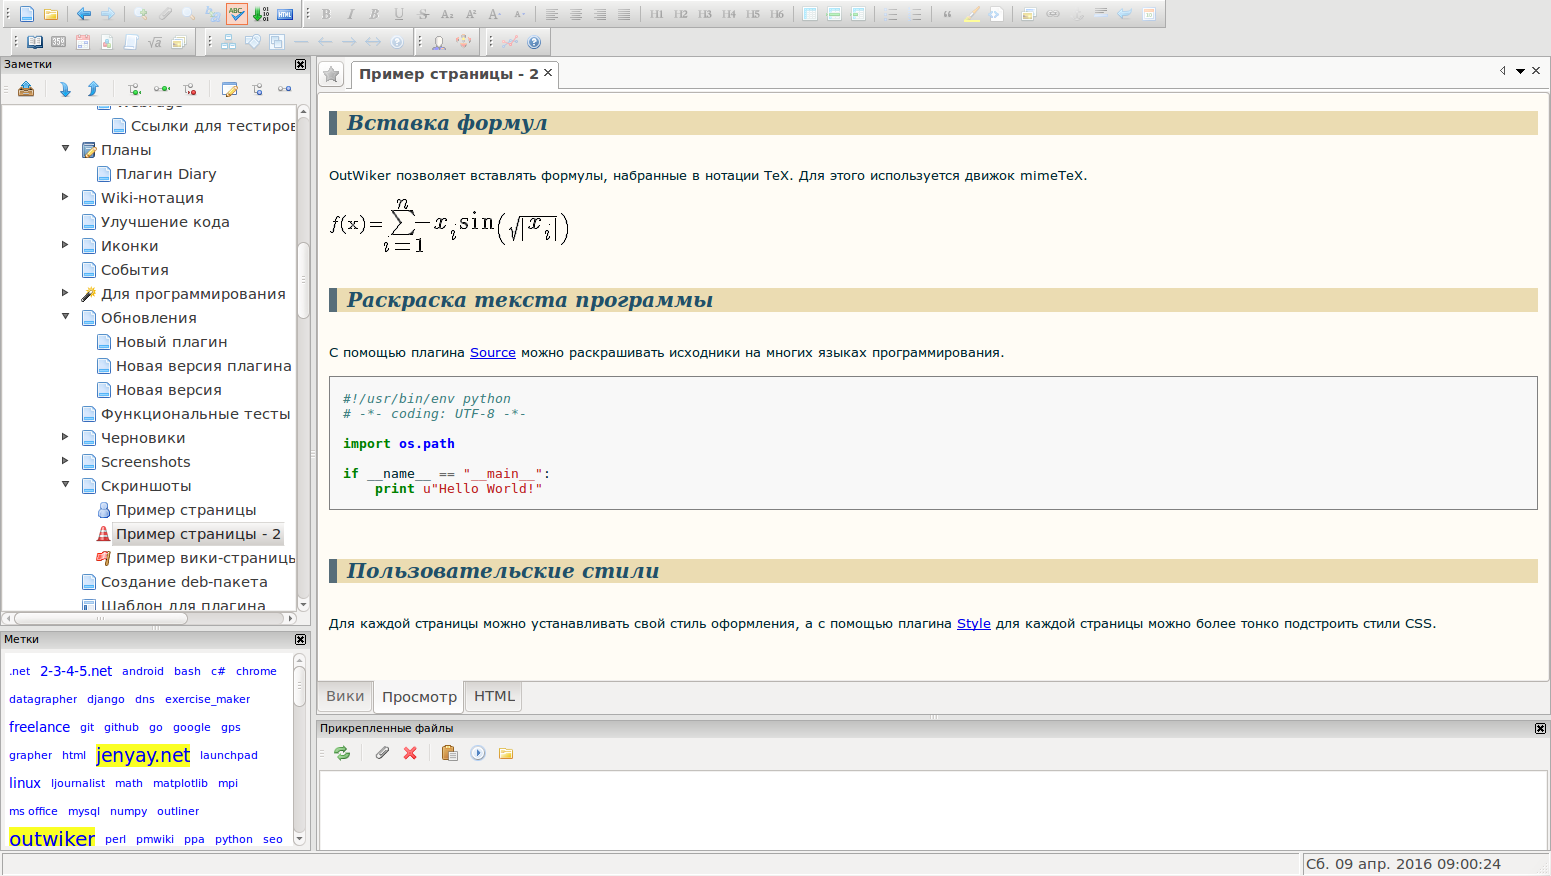 ABC
HTML
B I B U S A₂ A² A+ A-
H1 H2 H3 H4 H5 H6
√a
Заметки
Ссылки для тестиров
Планы
Плагин Diary
Wiki-нотация
Улучшение кода
Иконки
События
Для программирования
Обновления
Новый плагин
Новая версия плагина
Новая версия
Функциональные тесты
Черновики
Screenshots
Скриншоты
Пример страницы
Пример страницы - 2
Пример вики-страницы
Создание deb-пакета
Шаблон для плагина
Метки
.net 2-3-4-5.net android bash c# chrome
datagrapher django dns exercise_maker
freelance git github go google gps
grapher html jenyay.net launchpad
linux ljournalist math matplotlib mpi
ms office mysql numpy outliner
outwiker perl pmwiki ppa python seo
Пример страницы - 2
Вставка формул
OutWiker позволяет вставлять формулы, набранные в нотации TeX. Для этого используется движок mimeTeX.
f(x)=∑ⁿᵢ₌₁−xᵢsin(√|xᵢ|)
Раскраска текста программы
С помощью плагина Source можно раскрашивать исходники на многих языках программирования.
#!/usr/bin/env python
# -*- coding: UTF-8 -*-
import os.path
if __name__ == "__main__":
print u"Hello World!"
Пользовательские стили
Для каждой страницы можно устанавливать свой стиль оформления, а с помощью плагина Style для каждой страницы можно более тонко подстроить стили CSS.
Вики Просмотр HTML
Прикрепленные файлы
Сб. 09 апр. 2016 09:00:24